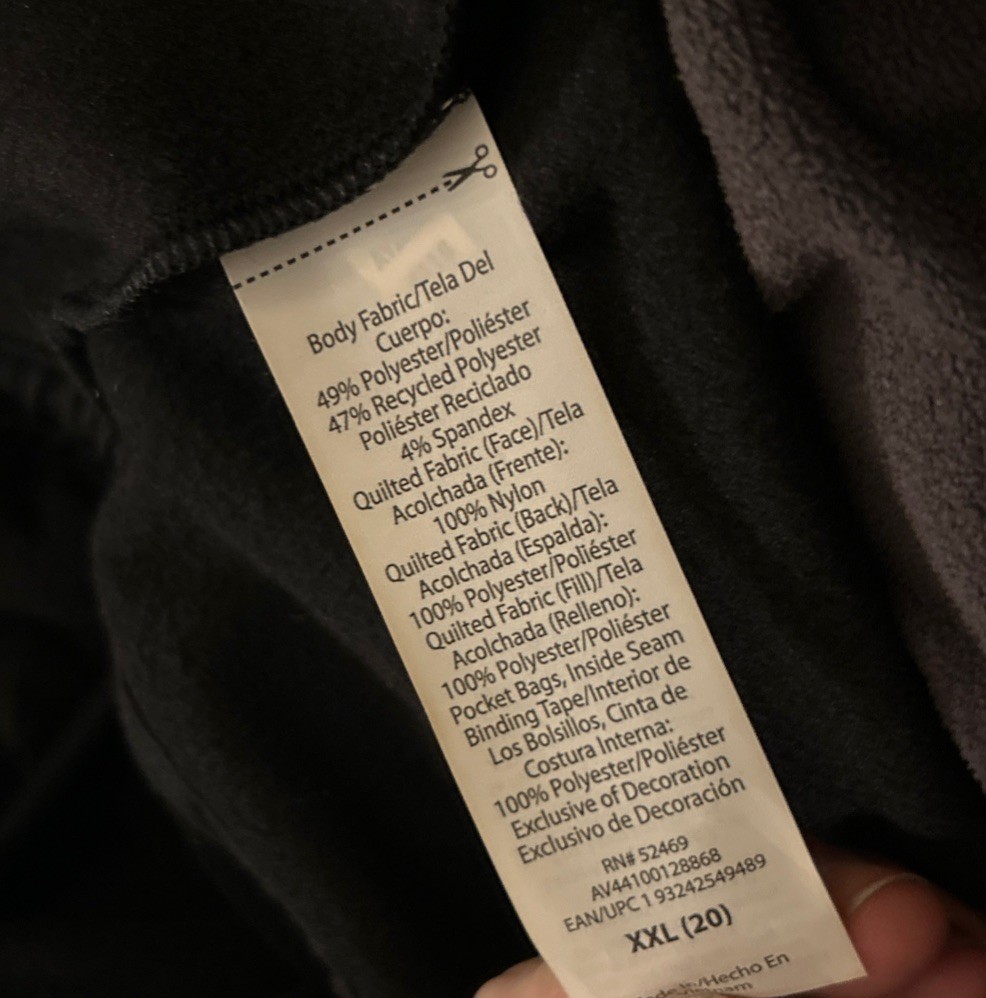 Body Fabric/Tela Del
Cuerpo:
49% Polyester/Poliéster
47% Recycled Polyester
Poliéster Reciclado
4% Spandex
Quilted Fabric (Face)/Tela
Acolchada (Frente):
100% Nylon
Quilted Fabric (Back)/Tela
Acolchada (Espalda):
100% Polyester/Poliéster
Quilted Fabric (Fill)/Tela
Acolchada (Relleno):
100% Polyester/Poliéster
Pocket Bags, Inside Seam
Binding Tape/Interior de
Los Bolsillos, Cinta de
Costura Interna:
100% Polyester/Poliéster
Exclusive of Decoration
Exclusivo de Decoración
RN# 52469
AV44100128868
EAN/UPC 1 93242549489
XXL (20)
/Hecho En